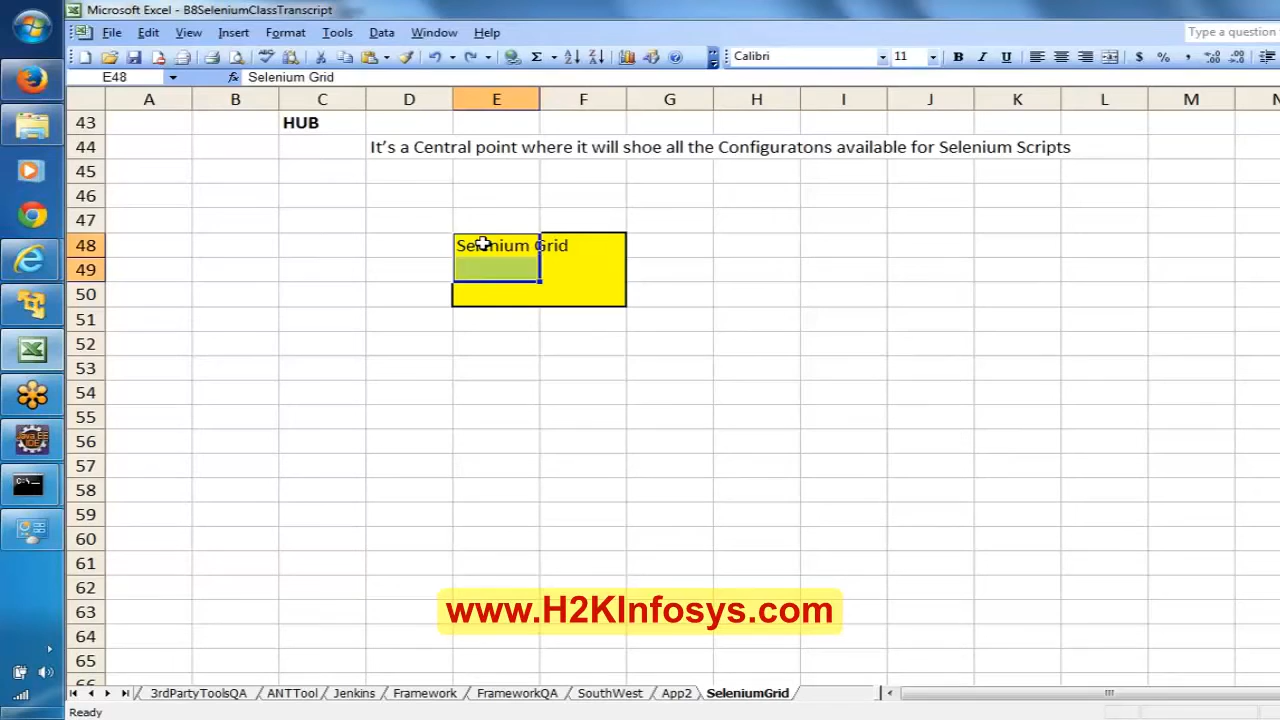 Microsoft Excel - B8SeleniumClassTranscript
File Edit View Insert Format Tools Data Window Help
Type a question
Calibri 11 B I U $ % ,
E48 fx Selenium Grid
A B C D E F G H I J K L M
43 HUB
44 It's a Central point where it will shoe all the Configuratons available for Selenium Scripts
45
46
47
48 Selenium Grid
49
50
51
52
53
54
55
56
57
58
59
60
61
62
63
64
65
www.H2KInfosys.com
3rdPartyToolsQA ANTTool Jenkins Framework FrameworkQA SouthWest App2 SeleniumGrid
Ready